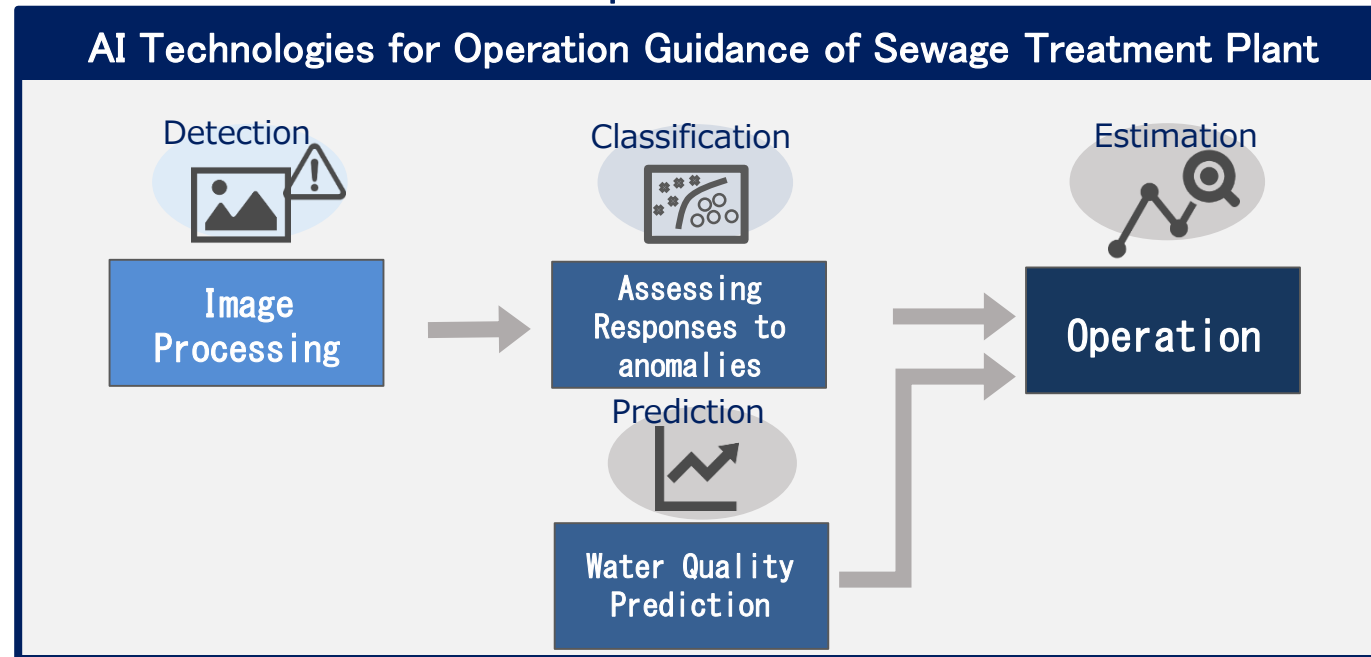 AI Technologies for Operation Guidance of Sewage Treatment Plant
Detection
Image
Processing
Classification
Assessing
Responses to
anomalies
Prediction
Water Quality
Prediction
Estimation
Operation